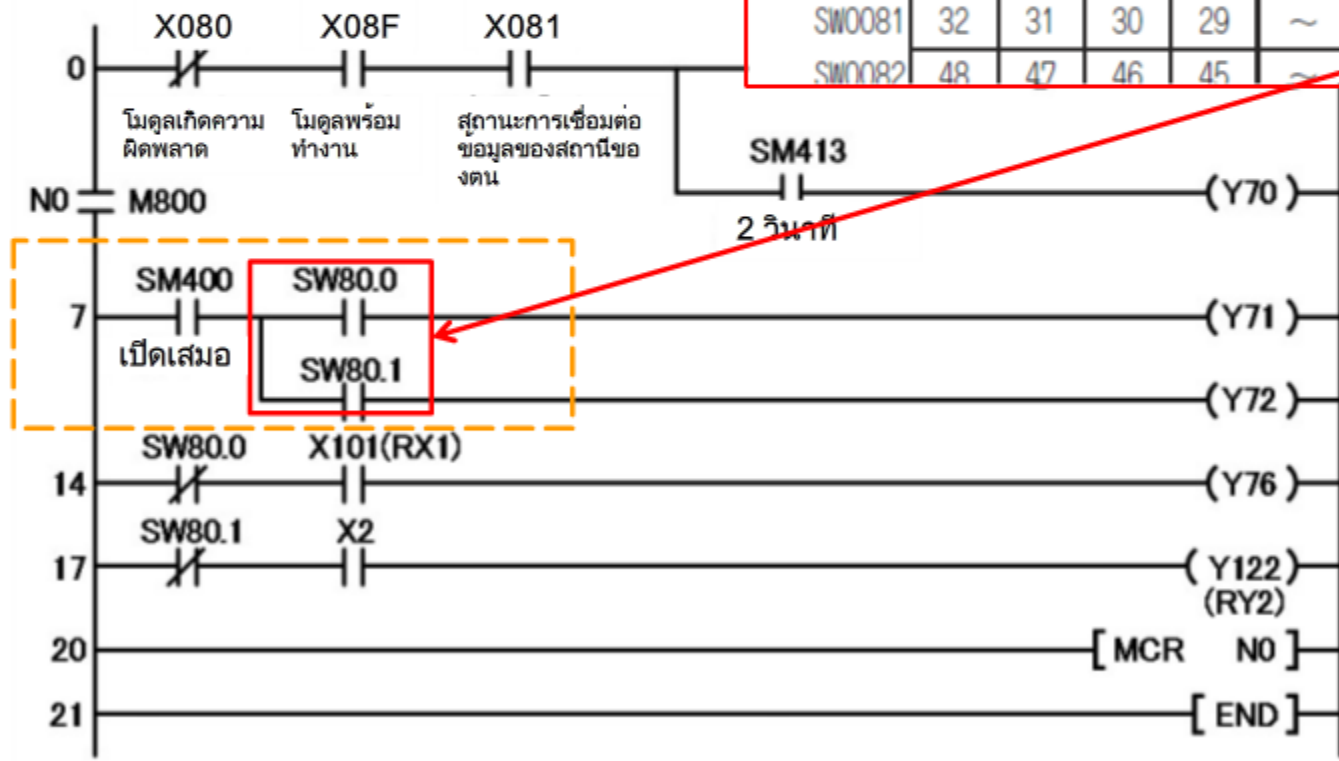 X080 X08F X081
SW0081 32 31 30 29 ~
SW0082 48 47 46 45 ~
0
โมดูลเกิดความ
ผิดพลาด
โมดูลพร้อม
ทำงาน
สถานะการเชื่อมต่อ
ข้อมูลของสถานีขอ
งตน
SM413
(Y70)
2 วินาที
N0 M800
SM400 SW80.0
7 (Y71)
เปิดเสมอ
SW80.1
(Y72)
SW80.0 X101(RX1)
14 (Y76)
SW80.1 X2
17 (Y122)
(RY2)
20 [MCR N0]
21 [END]